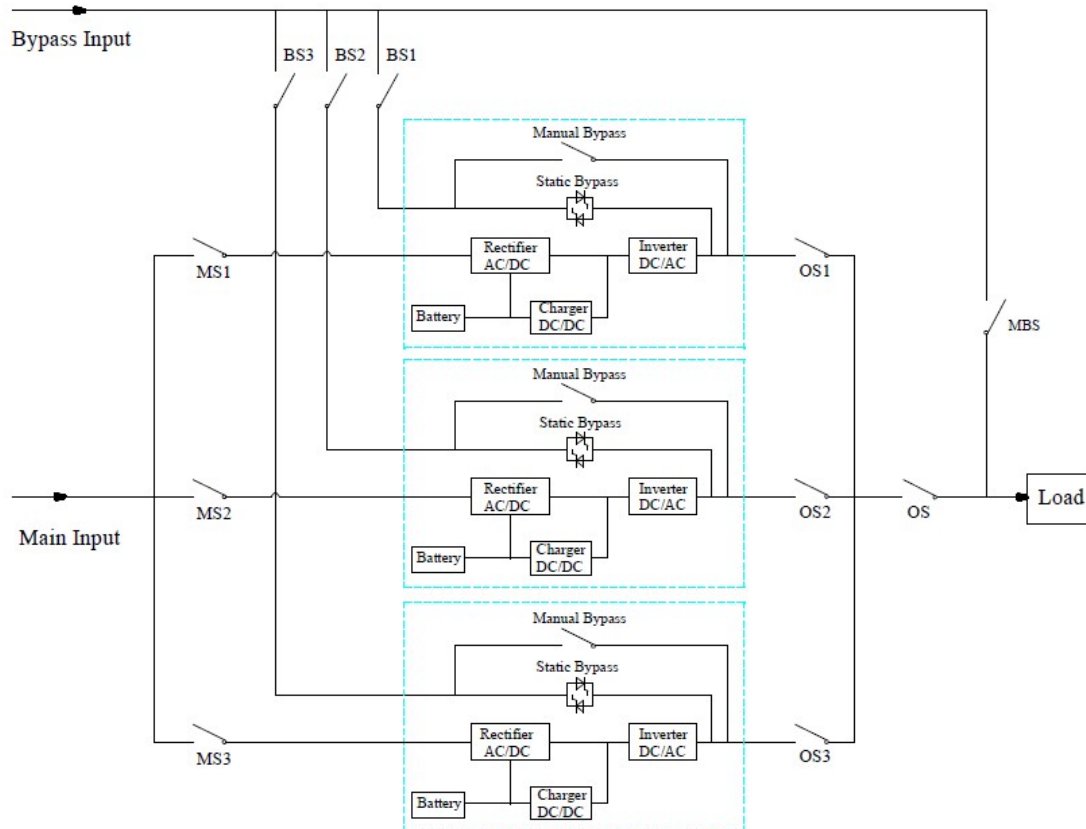 Bypass Input
BS3
BS2
BS1
Manual Bypass
Static Bypass
Rectifier
AC/DC
Inverter
DC/AC
MS1
OS1
Battery
Charger
DC/DC
MBS
Manual Bypass
Static Bypass
Rectifier
AC/DC
Inverter
DC/AC
Load
MS2
OS2
OS
Main Input
Battery
Charger
DC/DC
Manual Bypass
Static Bypass
Rectifier
AC/DC
Inverter
DC/AC
MS3
OS3
Battery
Charger
DC/DC